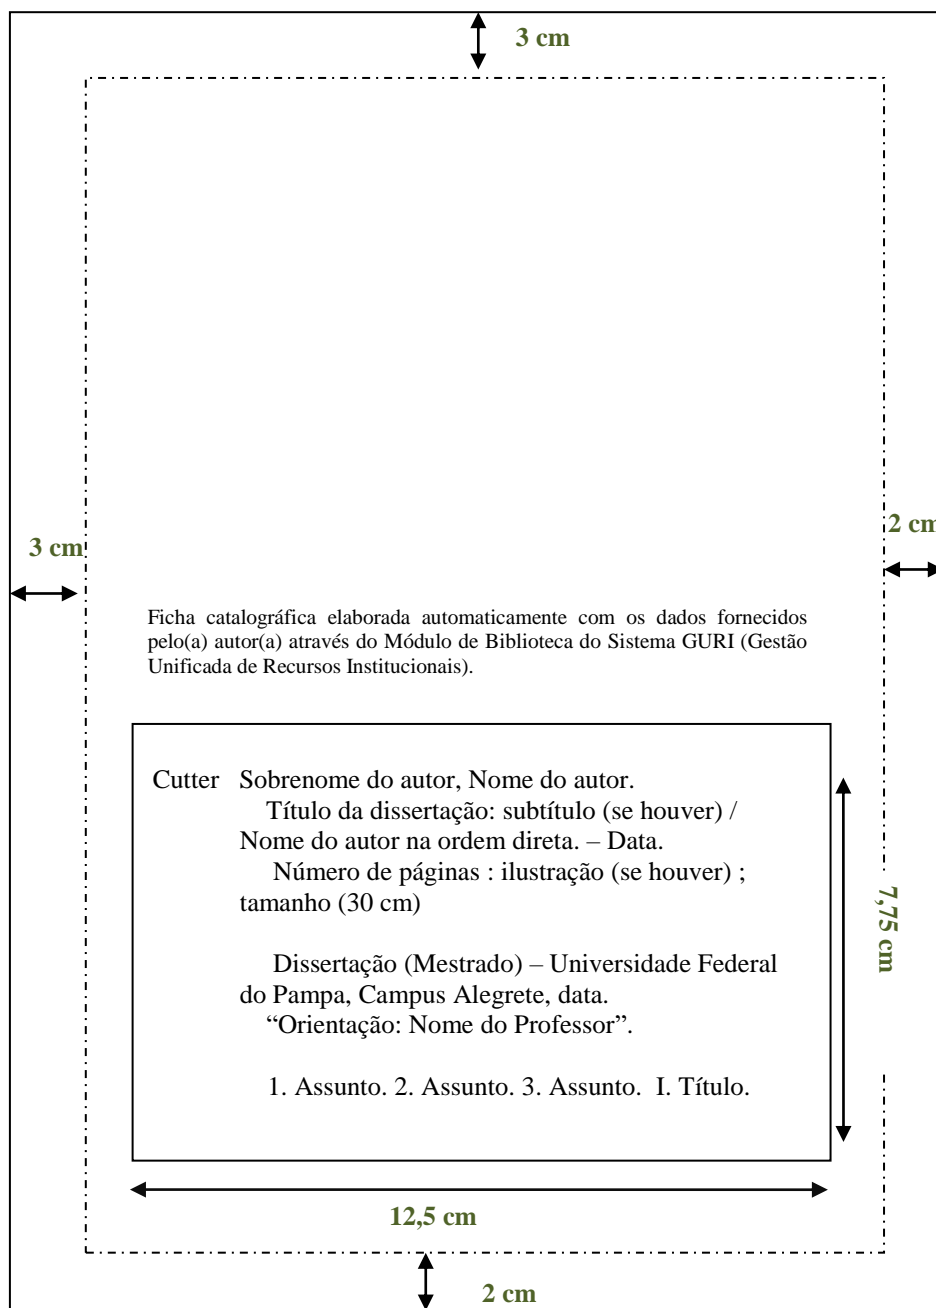 3 cm
2 cm
3 cm
Ficha catalográfica elaborada automaticamente com os dados fornecidos
pelo(a) autor(a) através do Módulo de Biblioteca do Sistema GURI (Gestão
Unificada de Recursos Institucionais).
Cutter Sobrenome do autor, Nome do autor.
Título da dissertação: subtítulo (se houver) /
Nome do autor na ordem direta. – Data.
Número de páginas : ilustração (se houver) ;
tamanho (30 cm)
7,75 cm
Dissertação (Mestrado) – Universidade Federal
do Pampa, Campus Alegrete, data.
“Orientação: Nome do Professor”.
1. Assunto. 2. Assunto. 3. Assunto. I. Título.
12,5 cm
2 cm